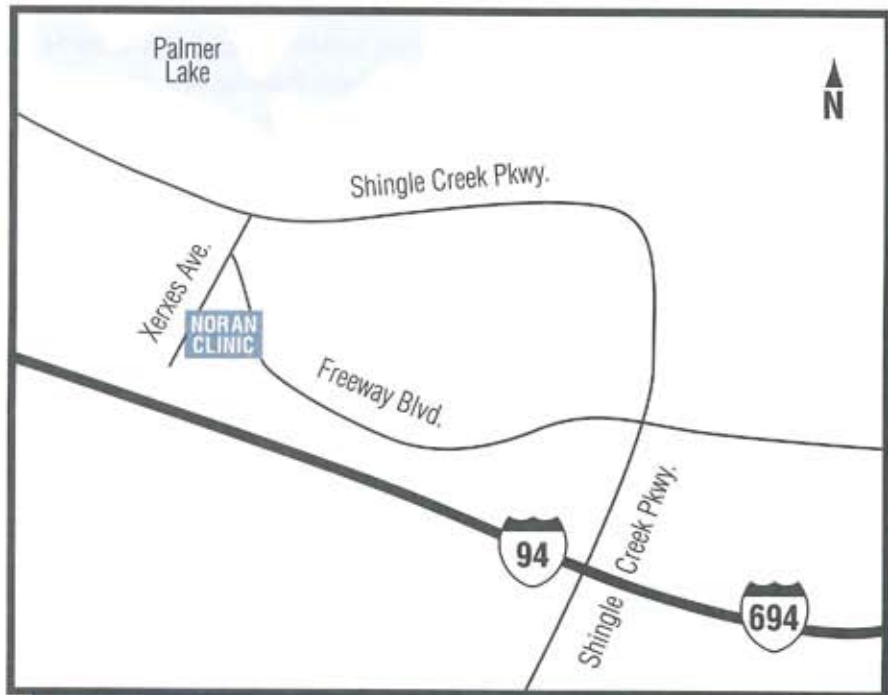 Palmer
Lake
N
Shingle Creek Pkwy.
Xerxes Ave.
NORAN
CLINIC
Freeway Blvd.
94
Shingle Creek Pkwy.
694